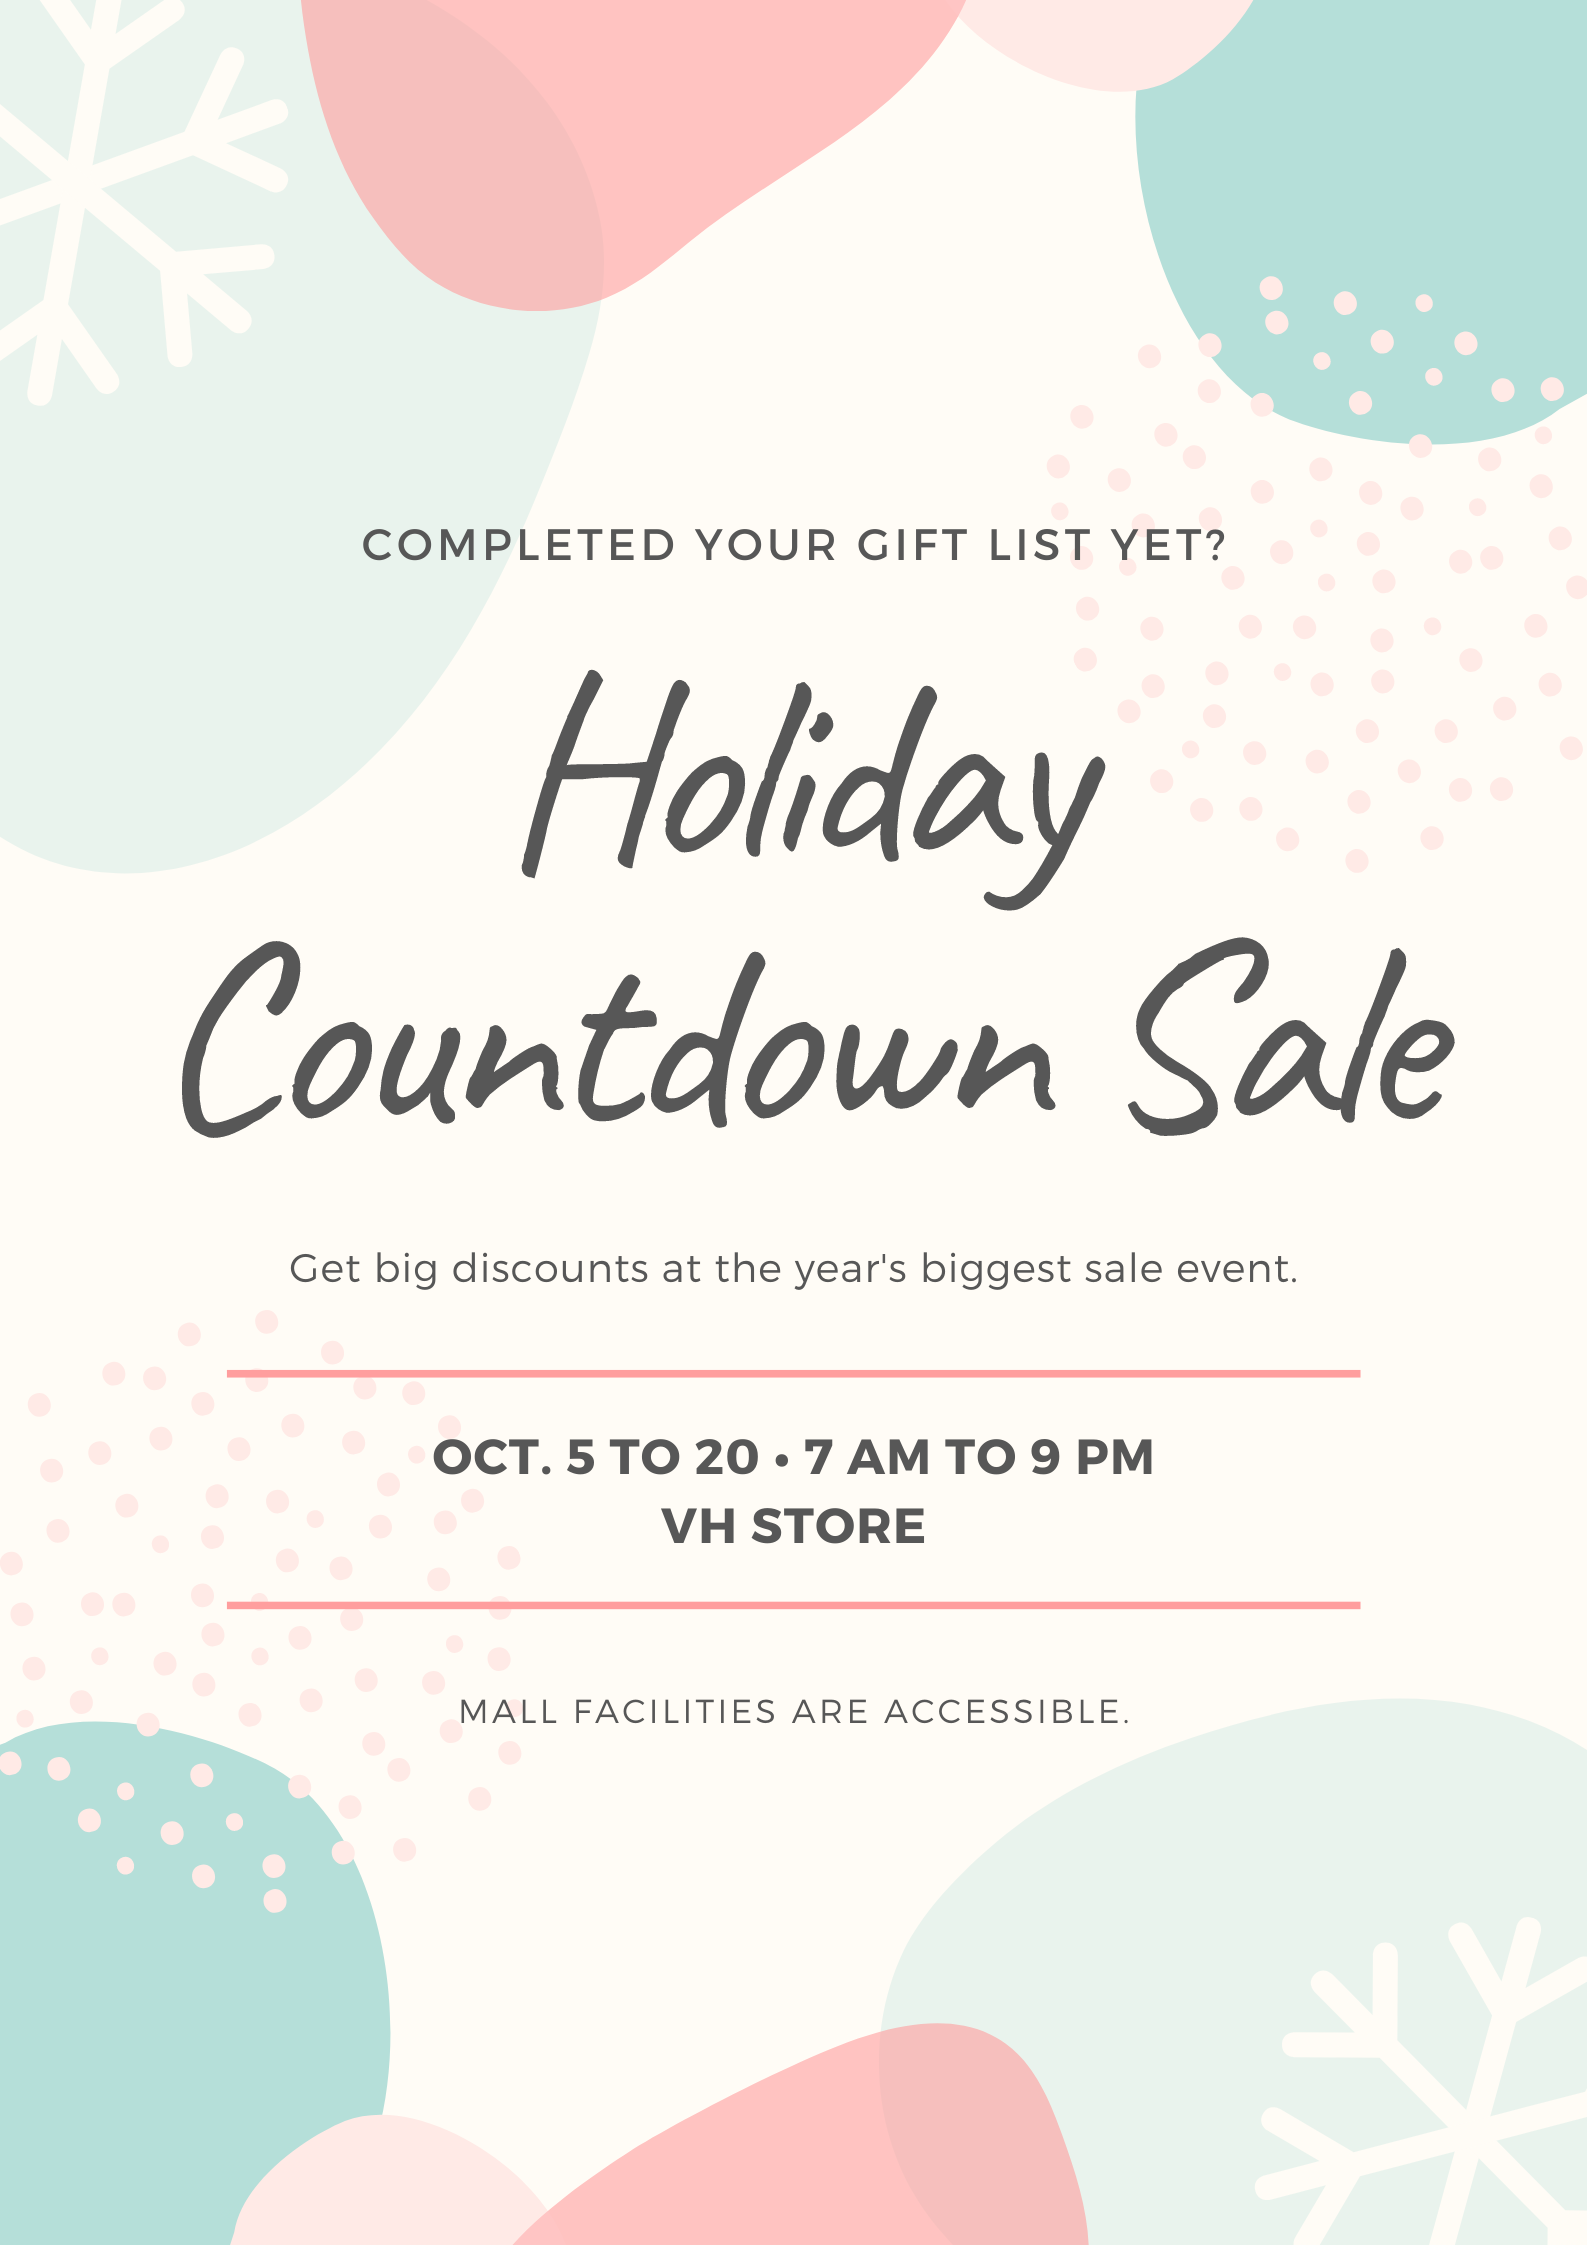 COMPLETED YOUR GIFT LIST YET?
Holiday
Countdown Sale
Get big discounts at the year's biggest sale event.
OCT. 5 TO 20 • 7 AM TO 9 PM
VH STORE
MALL FACILITIES ARE ACCESSIBLE.